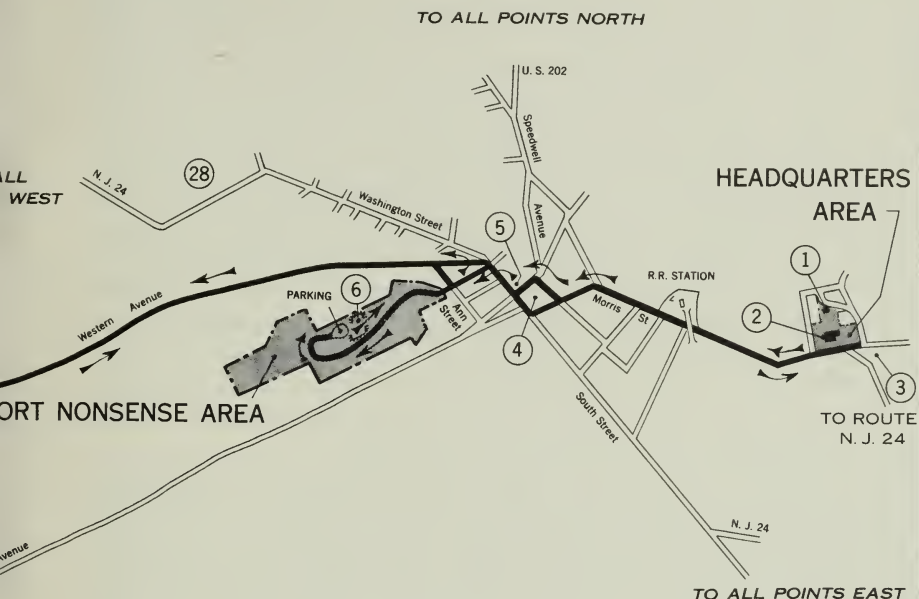 TO ALL POINTS NORTH
U. S. 202
Speedwell
Avenue
28
N. J. 24
WEST
Washington Street
HEADQUARTERS
AREA
5
1
R.R. STATION
6
PARKING
Western Avenue
Ann
Street
Morris
St
2
4
3
FORT NONSENSE AREA
South Street
TO ROUTE
N. J. 24
N. J. 24
Avenue
TO ALL POINTS EAST